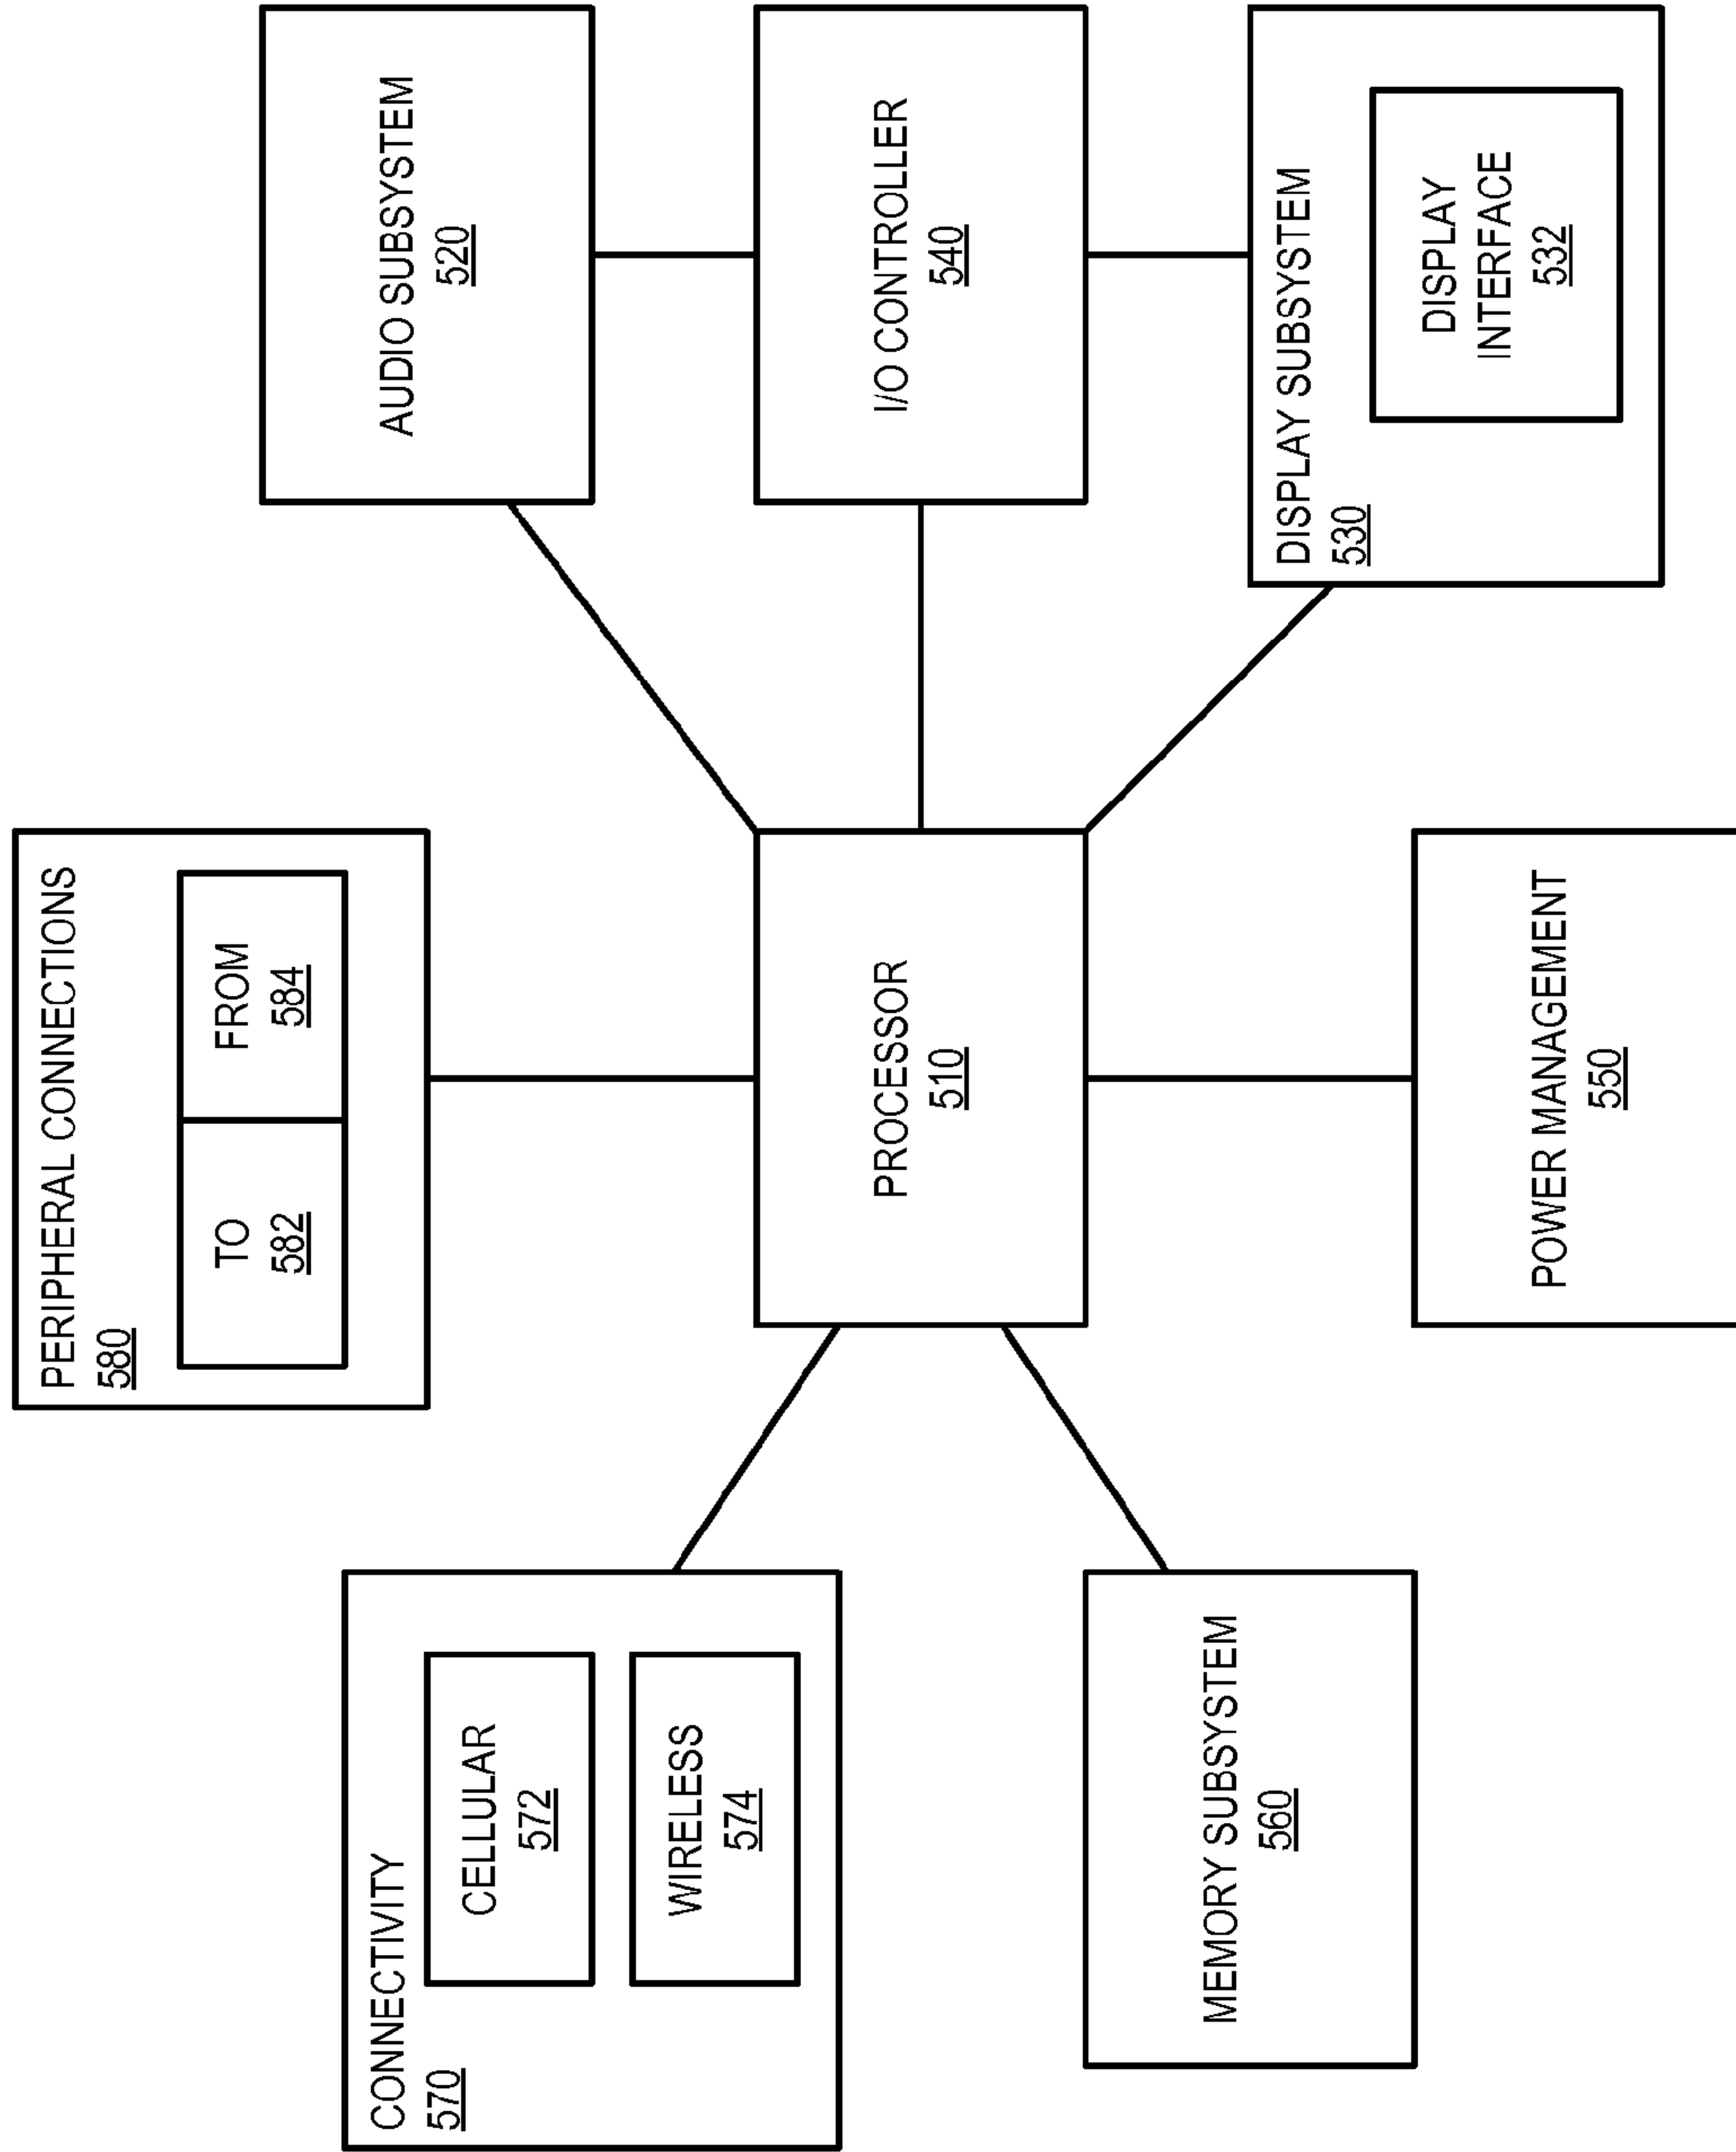 PERIPHERAL CONNECTIONS
580
TO
582
FROM
584
AUDIO SUBSYSTEM
520
CONNECTIVITY
570
CELLULAR
572
WIRELESS
574
PROCESSOR
510
I/O CONTROLLER
540
MEMORY SUBSYSTEM
560
POWER MANAGEMENT
550
DISPLAY SUBSYSTEM
530
DISPLAY
INTERFACE
532